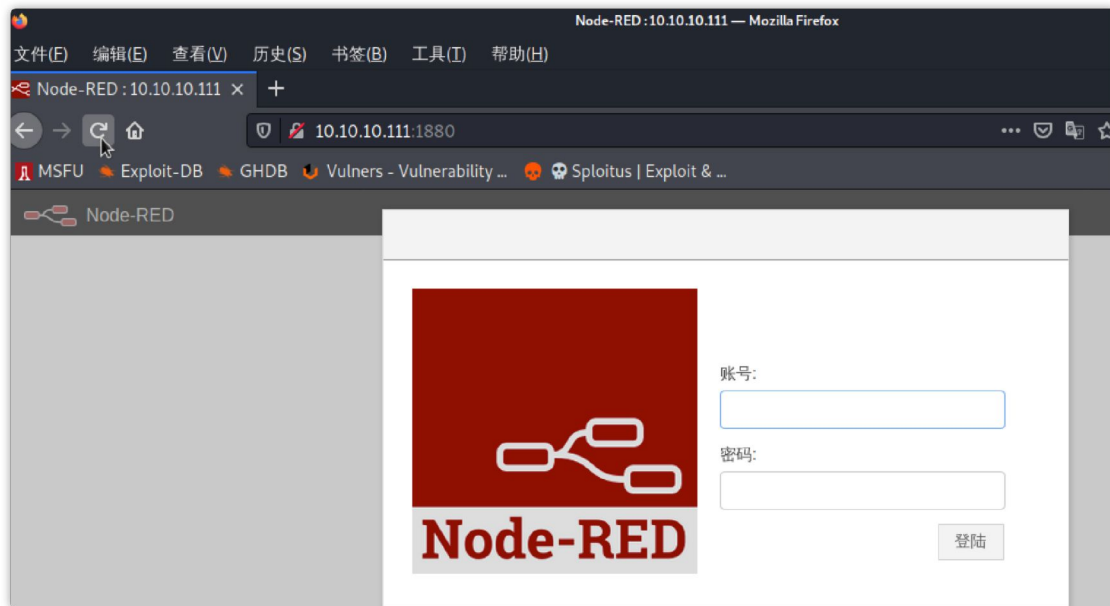 Node-RED : 10.10.10.111 — Mozilla Firefox
文件(F) 编辑(E) 查看(V) 历史(S) 书签(B) 工具(T) 帮助(H)
Node-RED : 10.10.10.111 × +
10.10.10.111:1880 •••
MSFU Exploit-DB GHDB Vulners - Vulnerability ... Sploitus | Exploit & ...
Node-RED
账号:
密码:
Node-RED
登陆